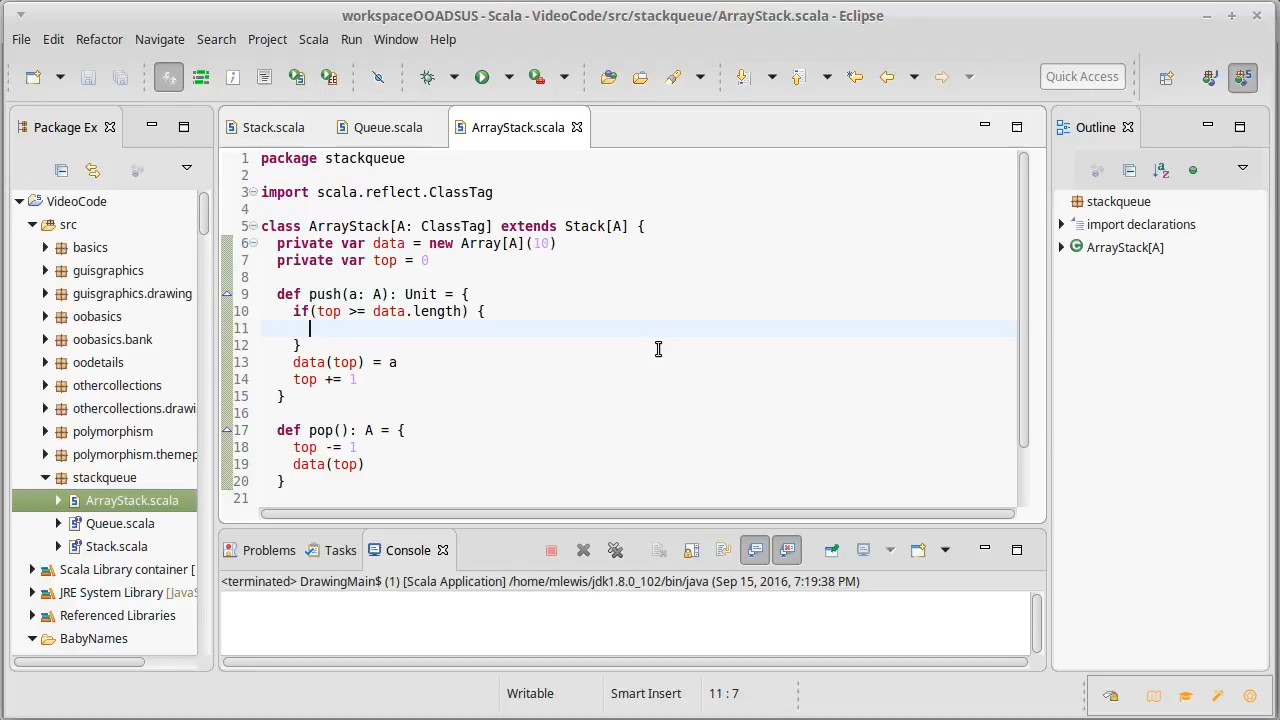 workspaceOOADSUS - Scala - VideoCode/src/stackqueue/ArrayStack.scala - Eclipse
File Edit Refactor Navigate Search Project Scala Run Window Help
Quick Access
Package Ex
VideoCode
src
basics
guisgraphics
guisgraphics.drawing
oobasics
oobasics.bank
oodetails
othercollections
othercollections.drawi
polymorphism
polymorphism.themep
stackqueue
ArrayStack.scala
Queue.scala
Stack.scala
Scala Library container [
JRE System Library [JavaS
Referenced Libraries
BabyNames
Stack.scala Queue.scala ArrayStack.scala
1 package stackqueue
2
3 import scala.reflect.ClassTag
4
5 class ArrayStack[A: ClassTag] extends Stack[A] {
6 private var data = new Array[A](10)
7 private var top = 0
8
9 def push(a: A): Unit = {
10 if(top >= data.length) {
11
12 }
13 data(top) = a
14 top += 1
15 }
16
17 def pop(): A = {
18 top -= 1
19 data(top)
20 }
21
Outline
stackqueue
import declarations
ArrayStack[A]
Problems Tasks Console
<terminated> DrawingMain$ (1) [Scala Application] /home/mlewis/jdk1.8.0_102/bin/java (Sep 15, 2016, 7:19:38 PM)
Writable Smart Insert 11 : 7